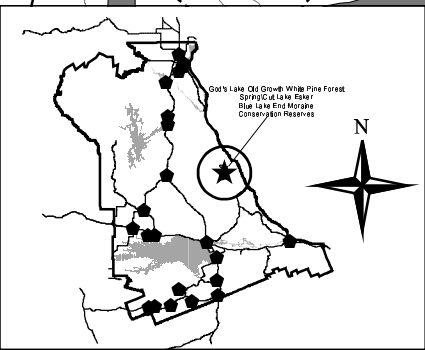 God's Lake Old Growth White Pine Forest
Spring\Cut Lake Esker
Blue Lake End Moraine
Conservation Reserves
N